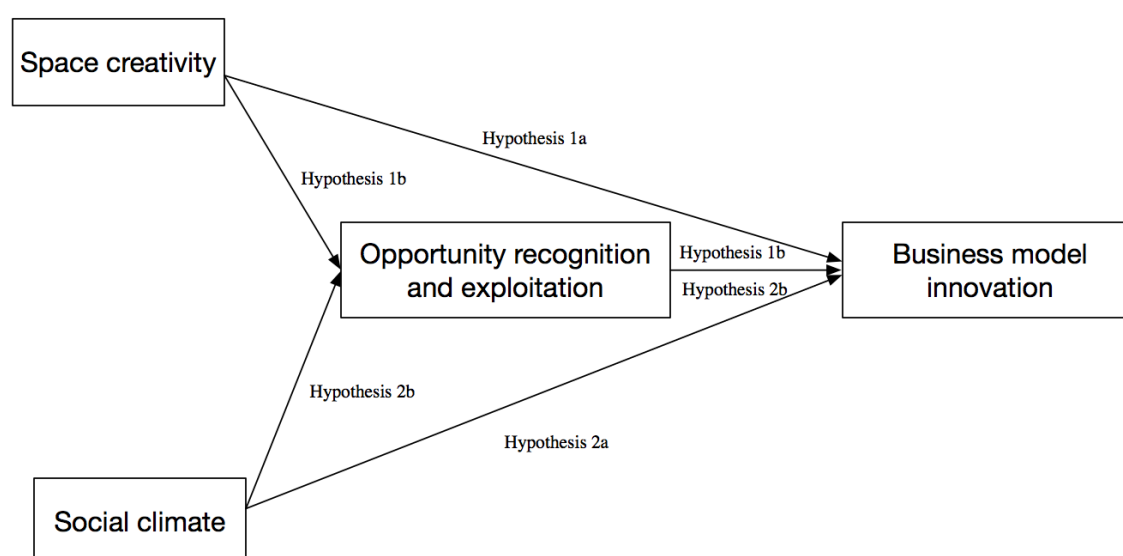 Space creativity
Hypothesis 1a
Hypothesis 1b
Opportunity recognition
and exploitation
Hypothesis 1b
Hypothesis 2b
Business model
innovation
Hypothesis 2b
Hypothesis 2a
Social climate